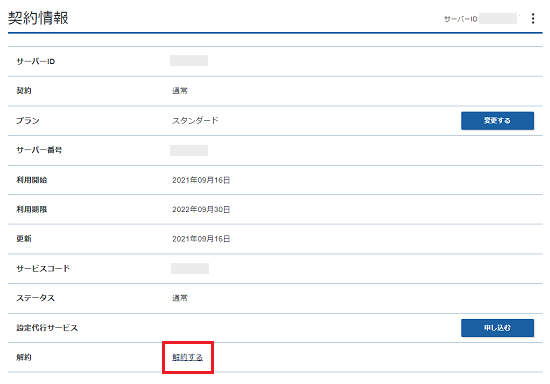 契約情報
サーバーID
サーバーID
契約 通常
プラン スタンダード 変更する
サーバー番号
利用開始 2021年09月16日
利用期限 2022年09月30日
更新 2021年09月16日
サービスコード
ステータス 通常
設定代行サービス 申し込む
解約 解約する